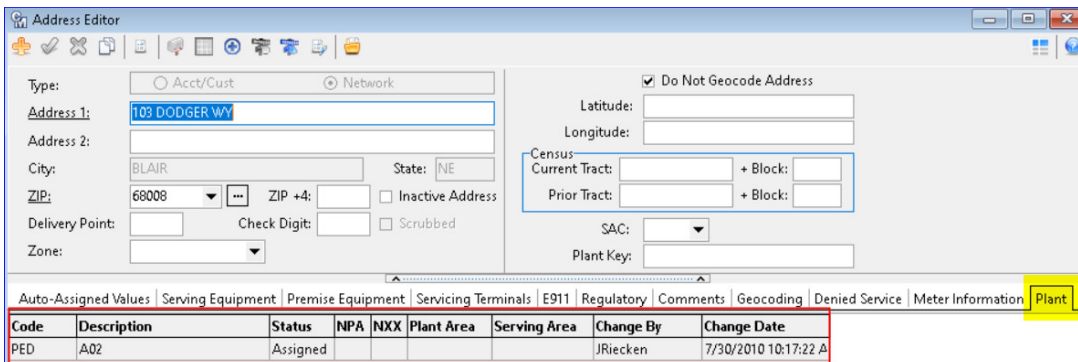 Address Editor
Type: Acct/Cust Network
Address 1: 103 DODGER WY
Address 2:
City: BLAIR State: NE
ZIP: 68008 ... ZIP +4: Inactive Address
Delivery Point: Check Digit: Scrubbed
Zone:
Do Not Geocode Address
Latitude:
Longitude:
Census
Current Tract: + Block:
Prior Tract: + Block:
SAC:
Plant Key:
Auto-Assigned Values Serving Equipment Premise Equipment Servicing Terminals E911 Regulatory Comments Geocoding Denied Service Meter Information Plant
Code Description Status NPA NXX Plant Area Serving Area Change By Change Date
PED A02 Assigned JRiecken 7/30/2010 10:17:22 A